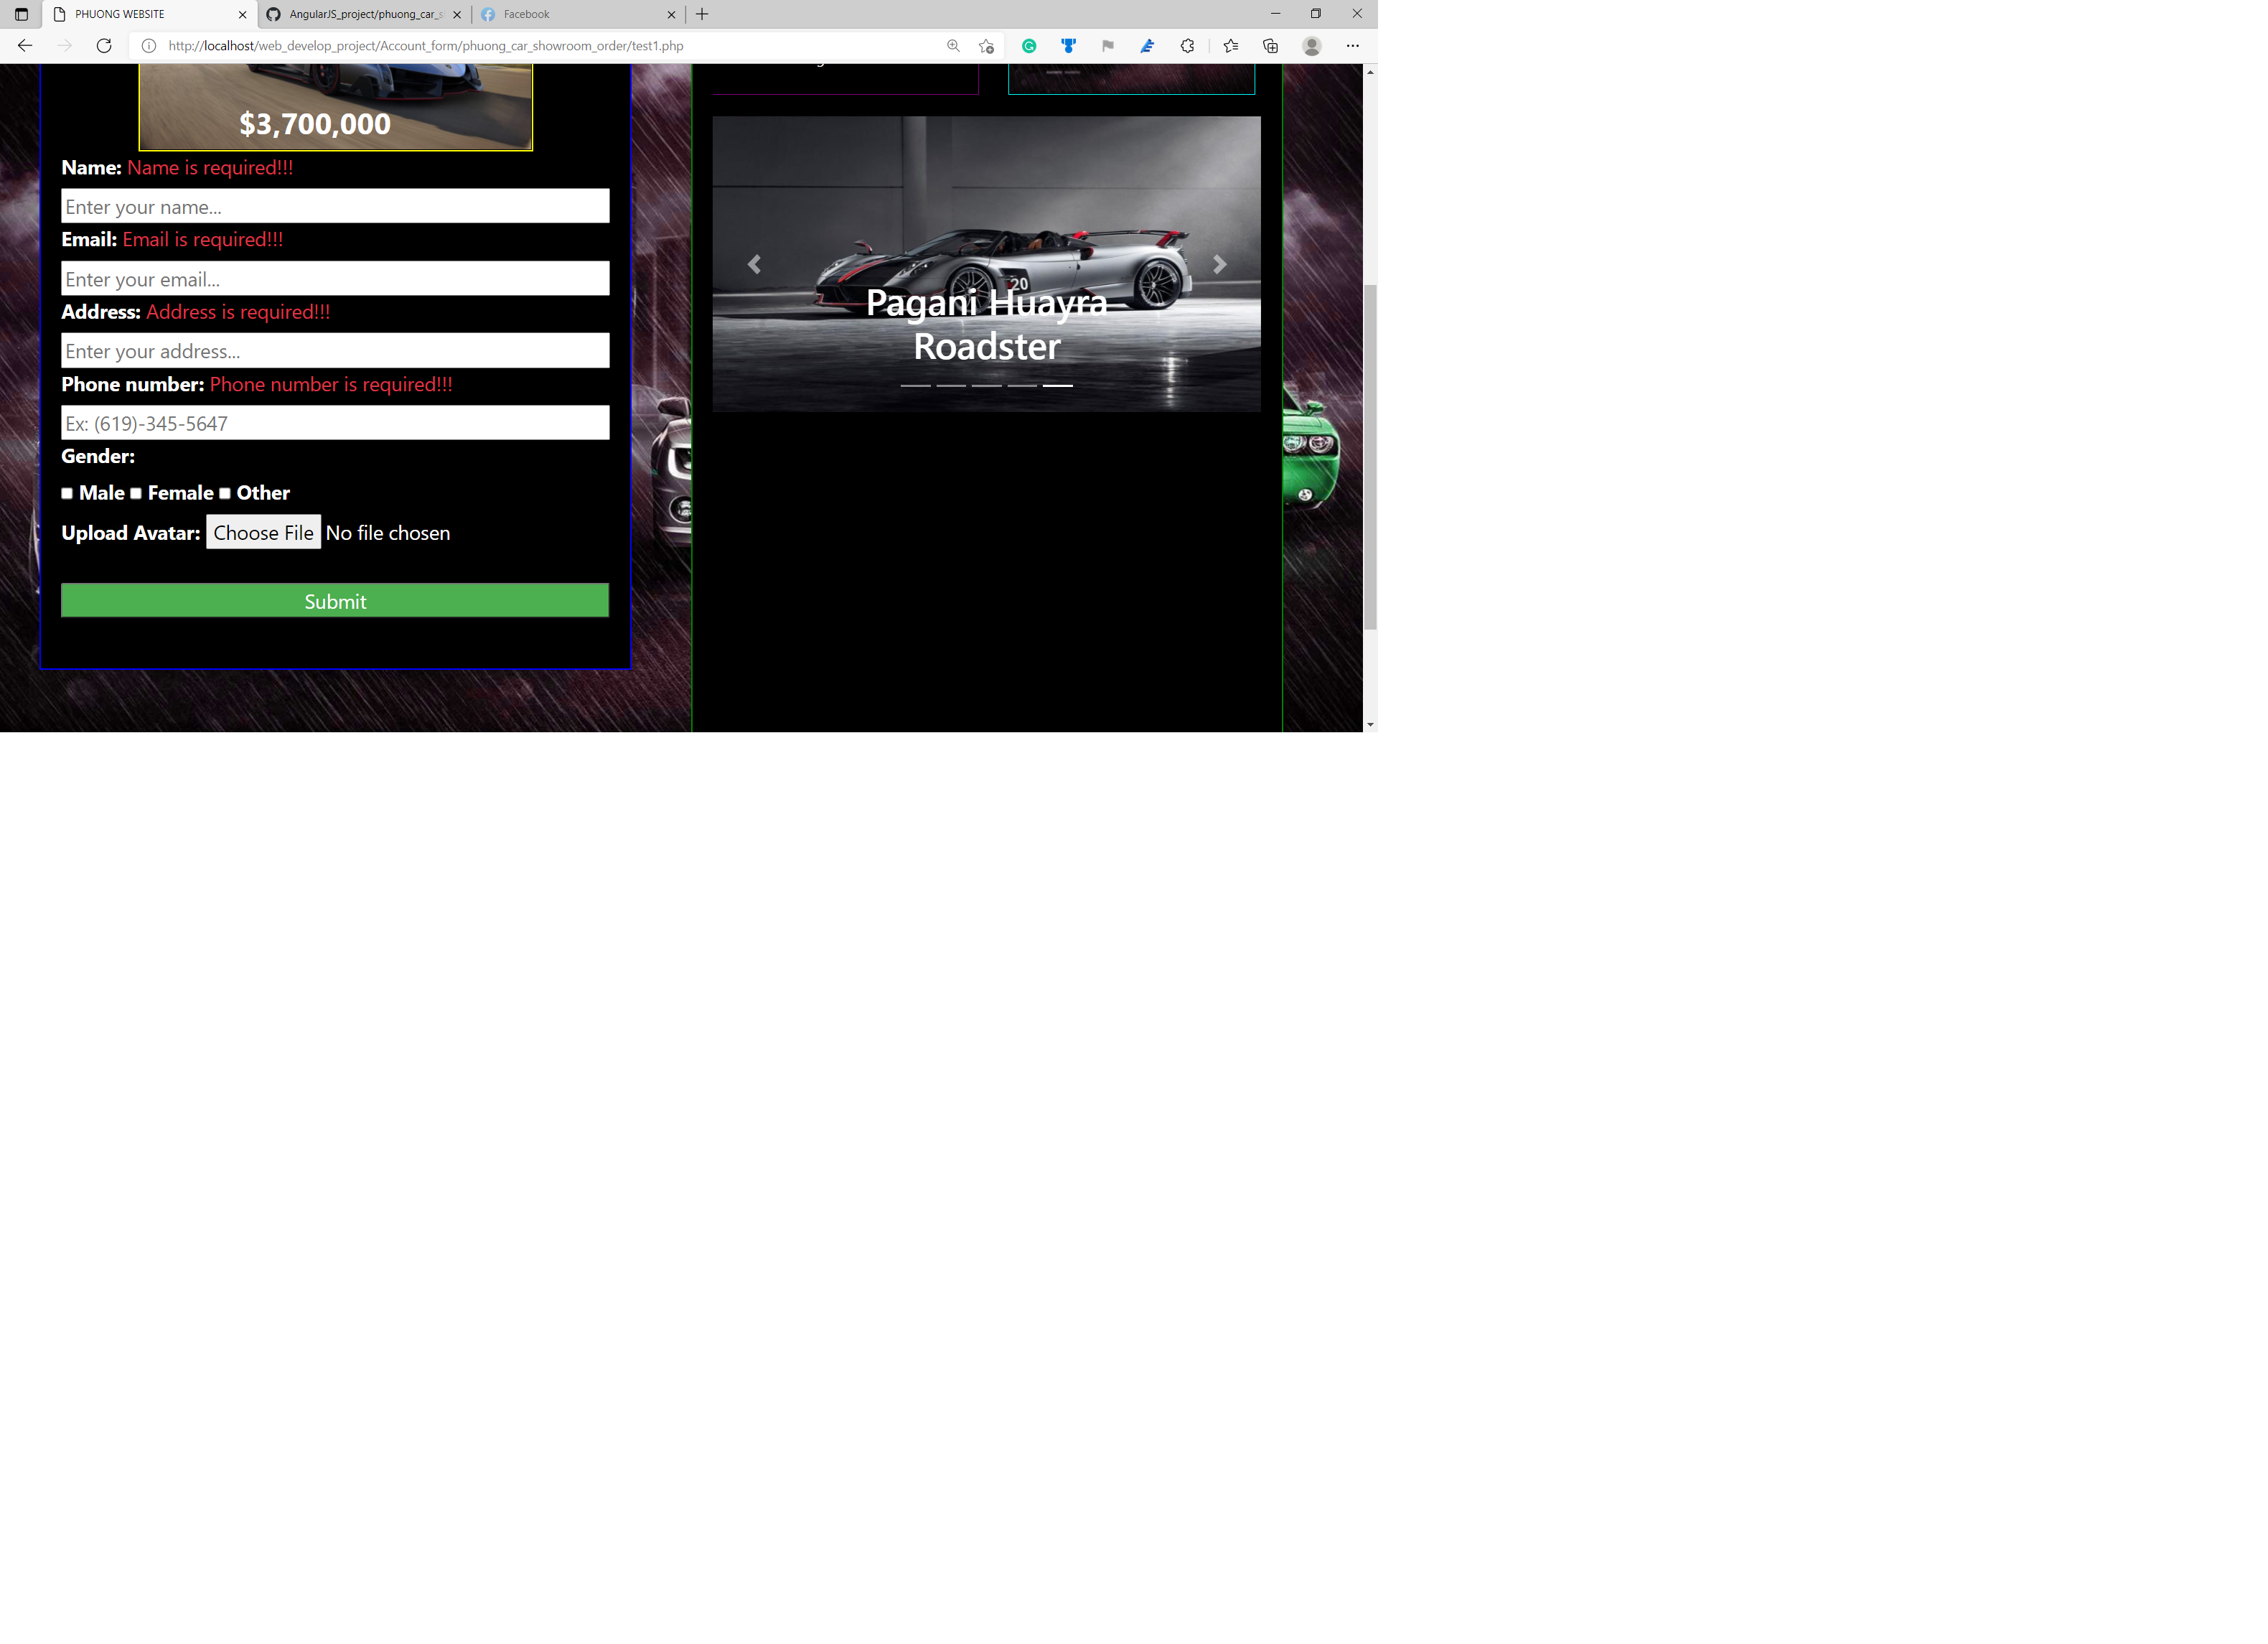 PHUONG WEBSITE
AngularJS_project/phuong_car_s
Facebook
http://localhost/web_develop_project/Account_form/phuong_car_showroom_order/test1.php
$3,700,000
Name: Name is required!!!
Enter your name...
Email: Email is required!!!
Enter your email...
Address: Address is required!!!
Enter your address...
Phone number: Phone number is required!!!
Ex: (619)-345-5647
Gender:
Male Female Other
Upload Avatar: Choose File No file chosen
Submit
20
Pagani Huayra
Roadster